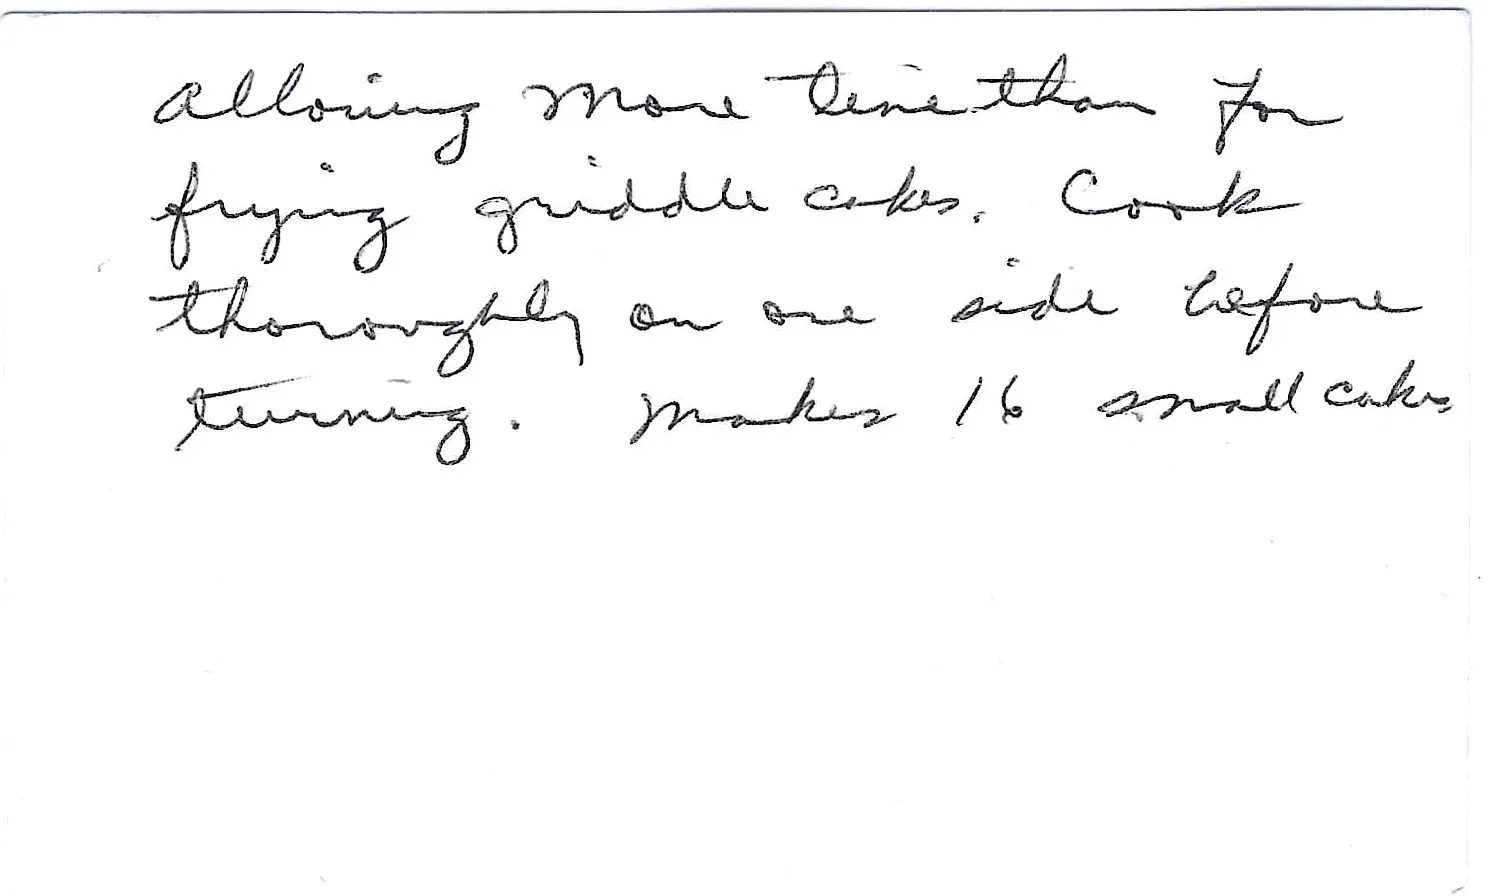 allowing more time than for
frying griddle cakes. Cook
thoroughly on one side before
turning. Makes 16 small cakes